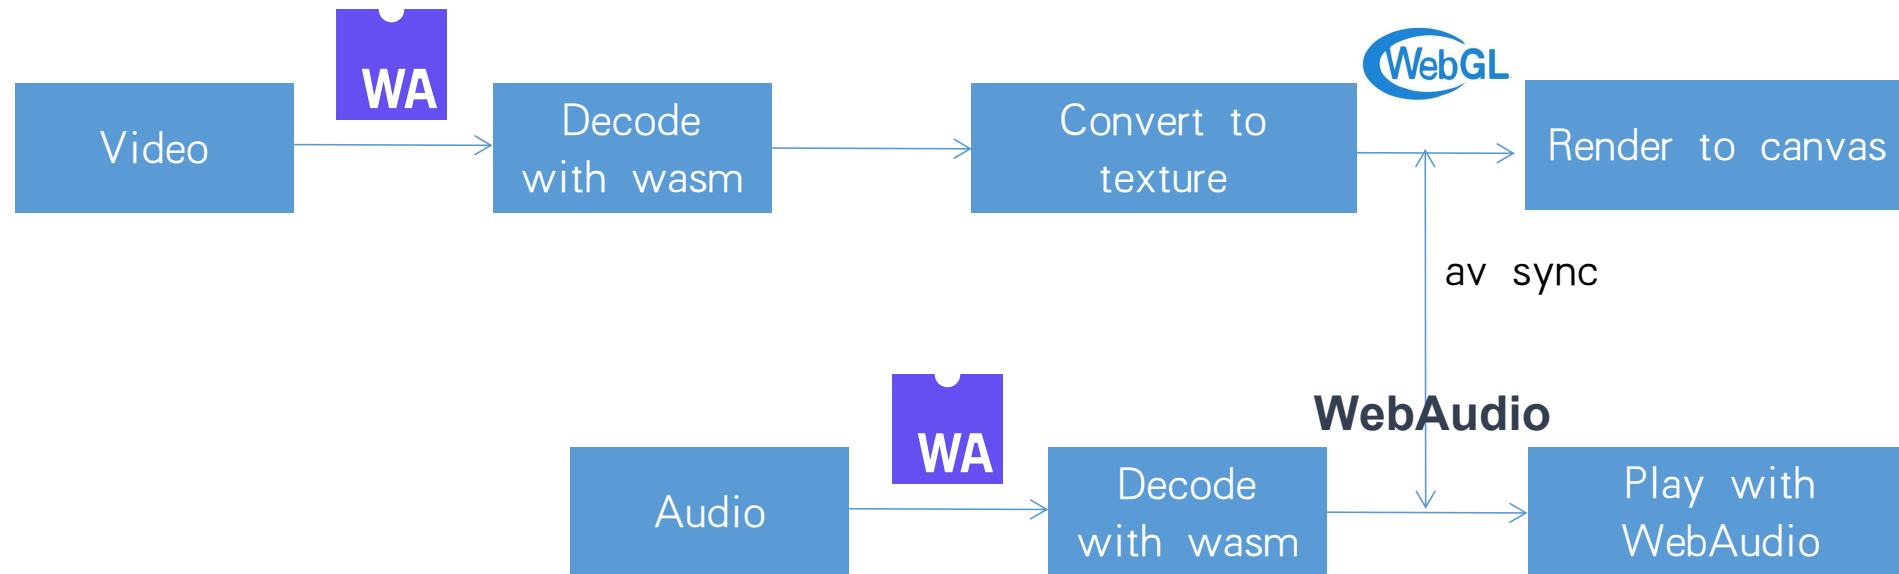 WA
WebGL
Video
Decode
with wasm
Convert to
texture
Render to canvas
av sync
WA
WebAudio
Audio
Decode
with wasm
Play with
WebAudio